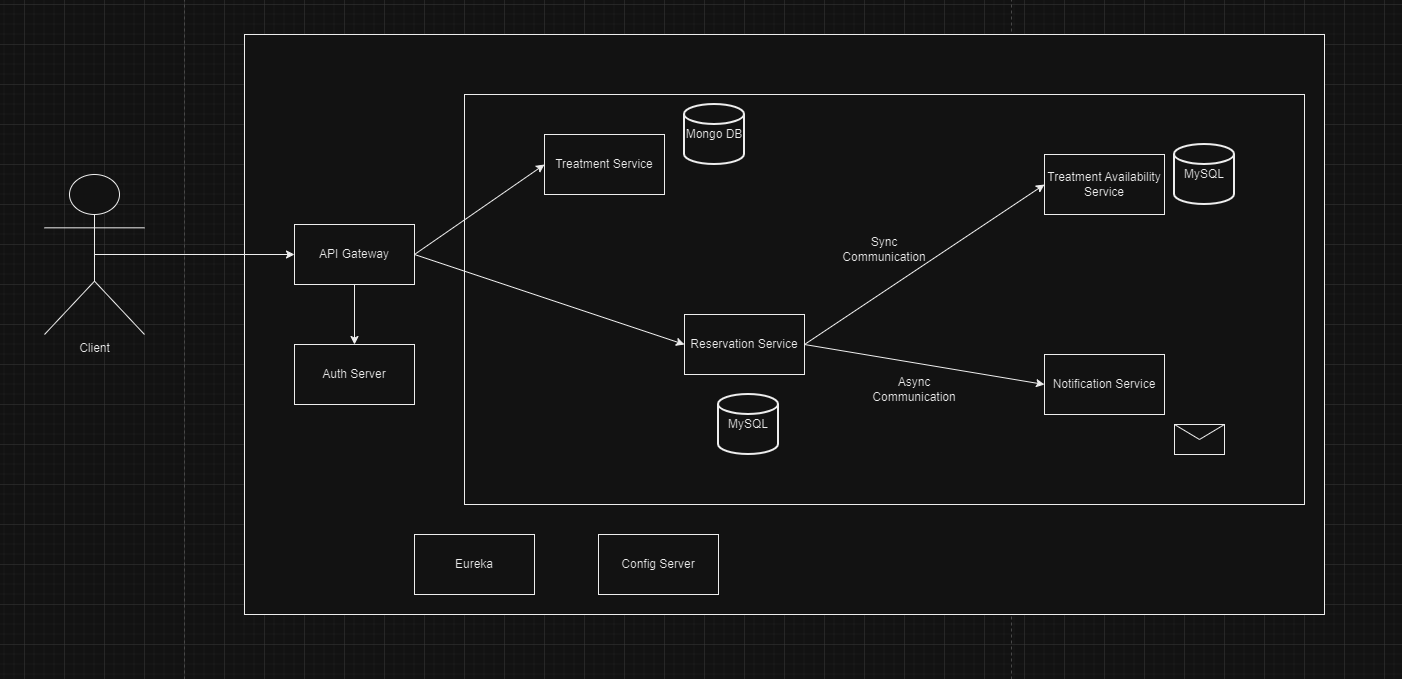 Mongo DB
Treatment Service
Treatment Availability
Service
MySQL
Sync
Communication
API Gateway
Client
Reservation Service
Auth Server
Async
Communication
Notification Service
MySQL
Eureka
Config Server